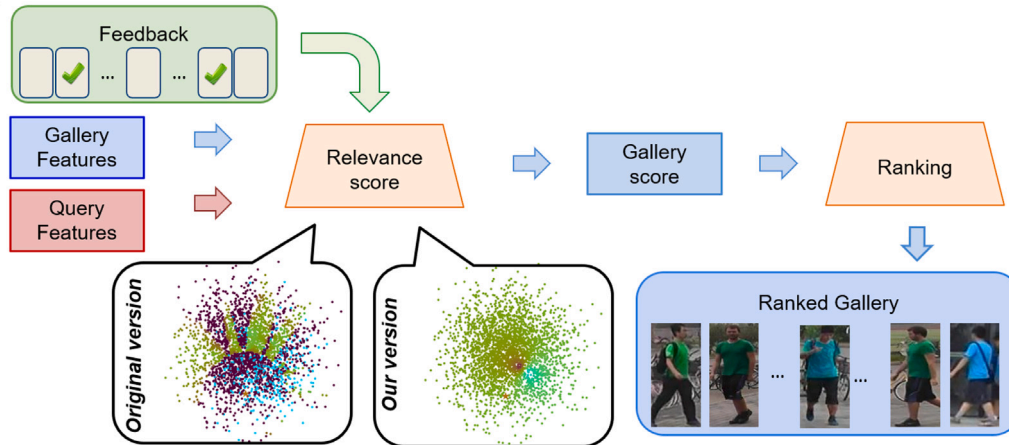 Feedback
... ...
Gallery
Features
Query
Features
Relevance
score
Gallery
score
Ranking
Original version
Our version
Ranked Gallery
... ...